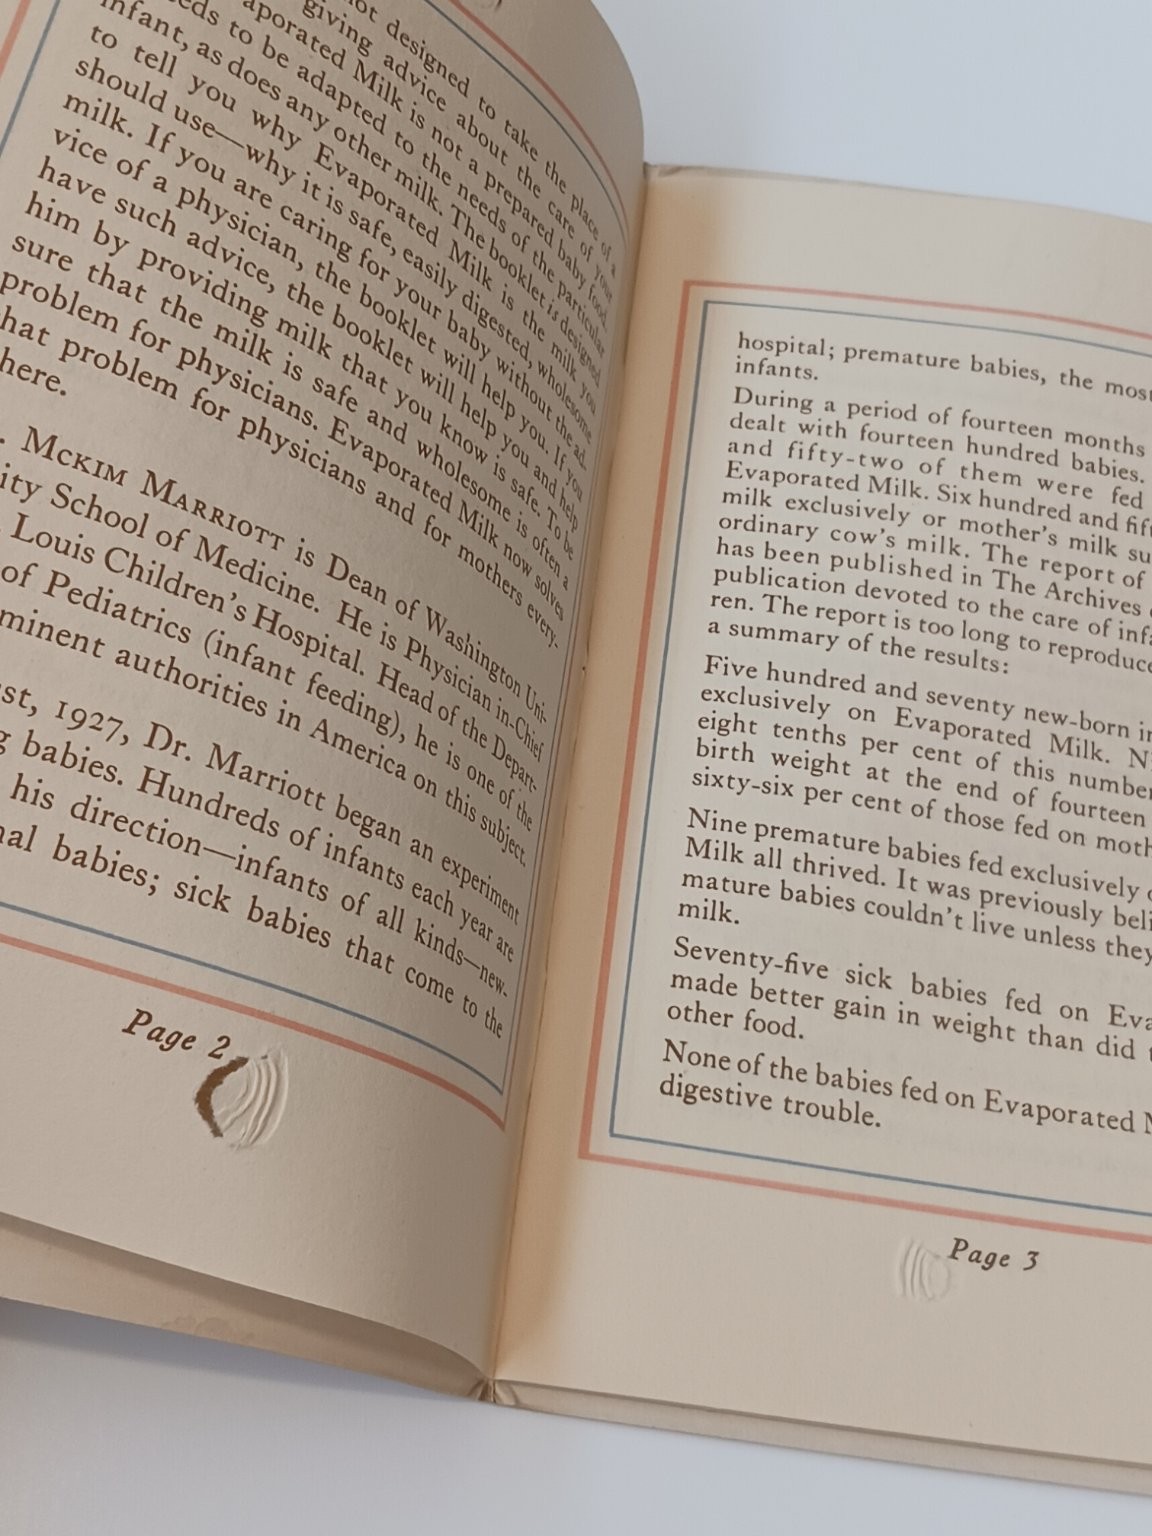 not designed to take the place of a
giving advice about the care of your
aporated Milk is not a prepared baby food.
eds to be adapted to the needs of the particular
infant, as does any other milk. The booklet is designed
to tell you why Evaporated Milk is the milk you
should use—why it is safe, easily digested, wholesome
milk. If you are caring for your baby without the ad-
vice of a physician, the booklet will help you. If you
have such advice, the booklet will help you and help
him by providing milk that you know is safe. To be
sure that the milk is safe and wholesome is often a
problem for physicians. Evaporated Milk now solves
hat problem for physicians and for mothers every-
here.
. McKim Marriott is Dean of Washington Uni-
ity School of Medicine. He is Physician in-Chief
. Louis Children's Hospital. Head of the Depart-
of Pediatrics (infant feeding), he is one of the
minent authorities in America on this subject.
st, 1927, Dr. Marriott began an experiment
g babies. Hundreds of infants each year are
his direction—infants of all kinds—new-
nal babies; sick babies that come to the
Page 2
hospital; premature babies, the most
infants.
During a period of fourteen months
dealt with fourteen hundred babies.
and fifty-two of them were fed
Evaporated Milk. Six hundred and fift
milk exclusively or mother's milk su
ordinary cow's milk. The report of
has been published in The Archives
publication devoted to the care of infa
ren. The report is too long to reproduce
a summary of the results:
Five hundred and seventy new-born in
exclusively on Evaporated Milk. Ni
eight tenths per cent of this number
birth weight at the end of fourteen
sixty-six per cent of those fed on moth
Nine premature babies fed exclusively o
Milk all thrived. It was previously beli
mature babies couldn't live unless they
milk.
Seventy-five sick babies fed on Eva
made better gain in weight than did t
other food.
None of the babies fed on Evaporated M
digestive trouble.
Page 3